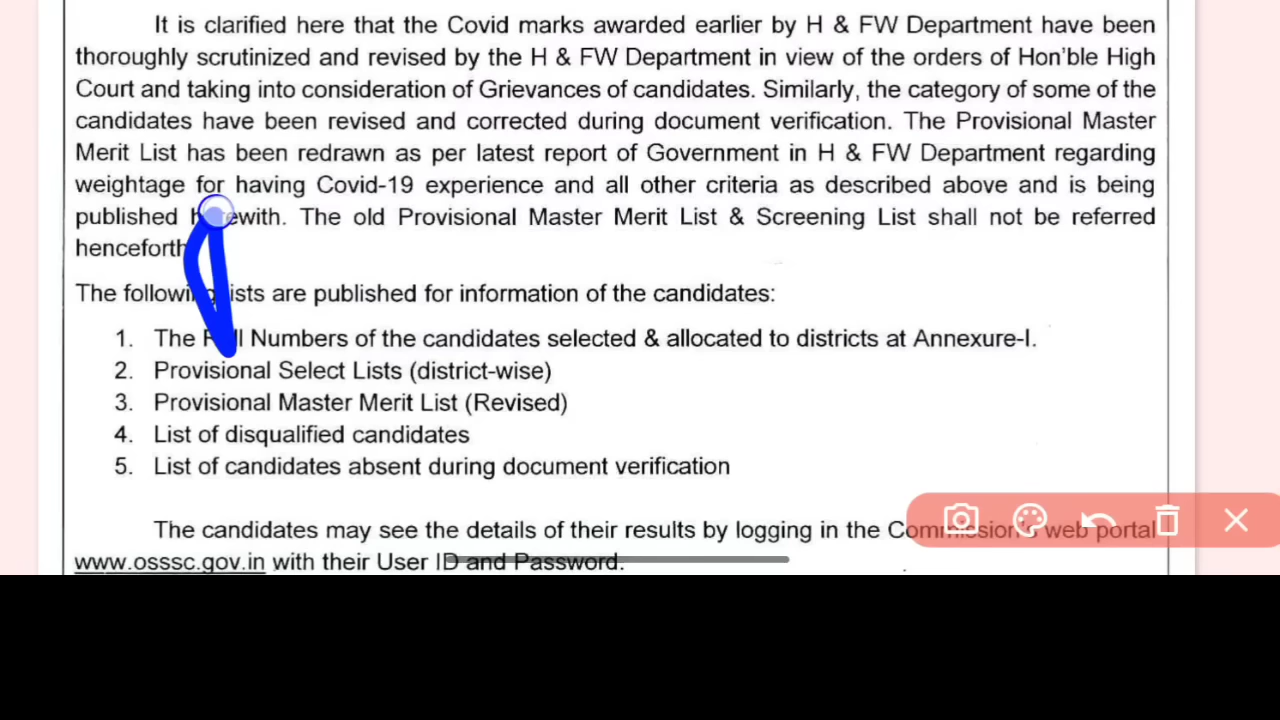 It is clarified here that the Covid marks awarded earlier by H & FW Department have been
thoroughly scrutinized and revised by the H & FW Department in view of the orders of Hon'ble High
Court and taking into consideration of Grievances of candidates. Similarly, the category of some of the
candidates have been revised and corrected during document verification. The Provisional Master
Merit List has been redrawn as per latest report of Government in H & FW Department regarding
weightage for having Covid-19 experience and all other criteria as described above and is being
published herewith. The old Provisional Master Merit List & Screening List shall not be referred
henceforth
The following lists are published for information of the candidates:
1. The Roll Numbers of the candidates selected & allocated to districts at Annexure-I.
2. Provisional Select Lists (district-wise)
3. Provisional Master Merit List (Revised)
4. List of disqualified candidates
5. List of candidates absent during document verification
The candidates may see the details of their results by logging in the Commission's web portal
www.osssc.gov.in with their User ID and Password.